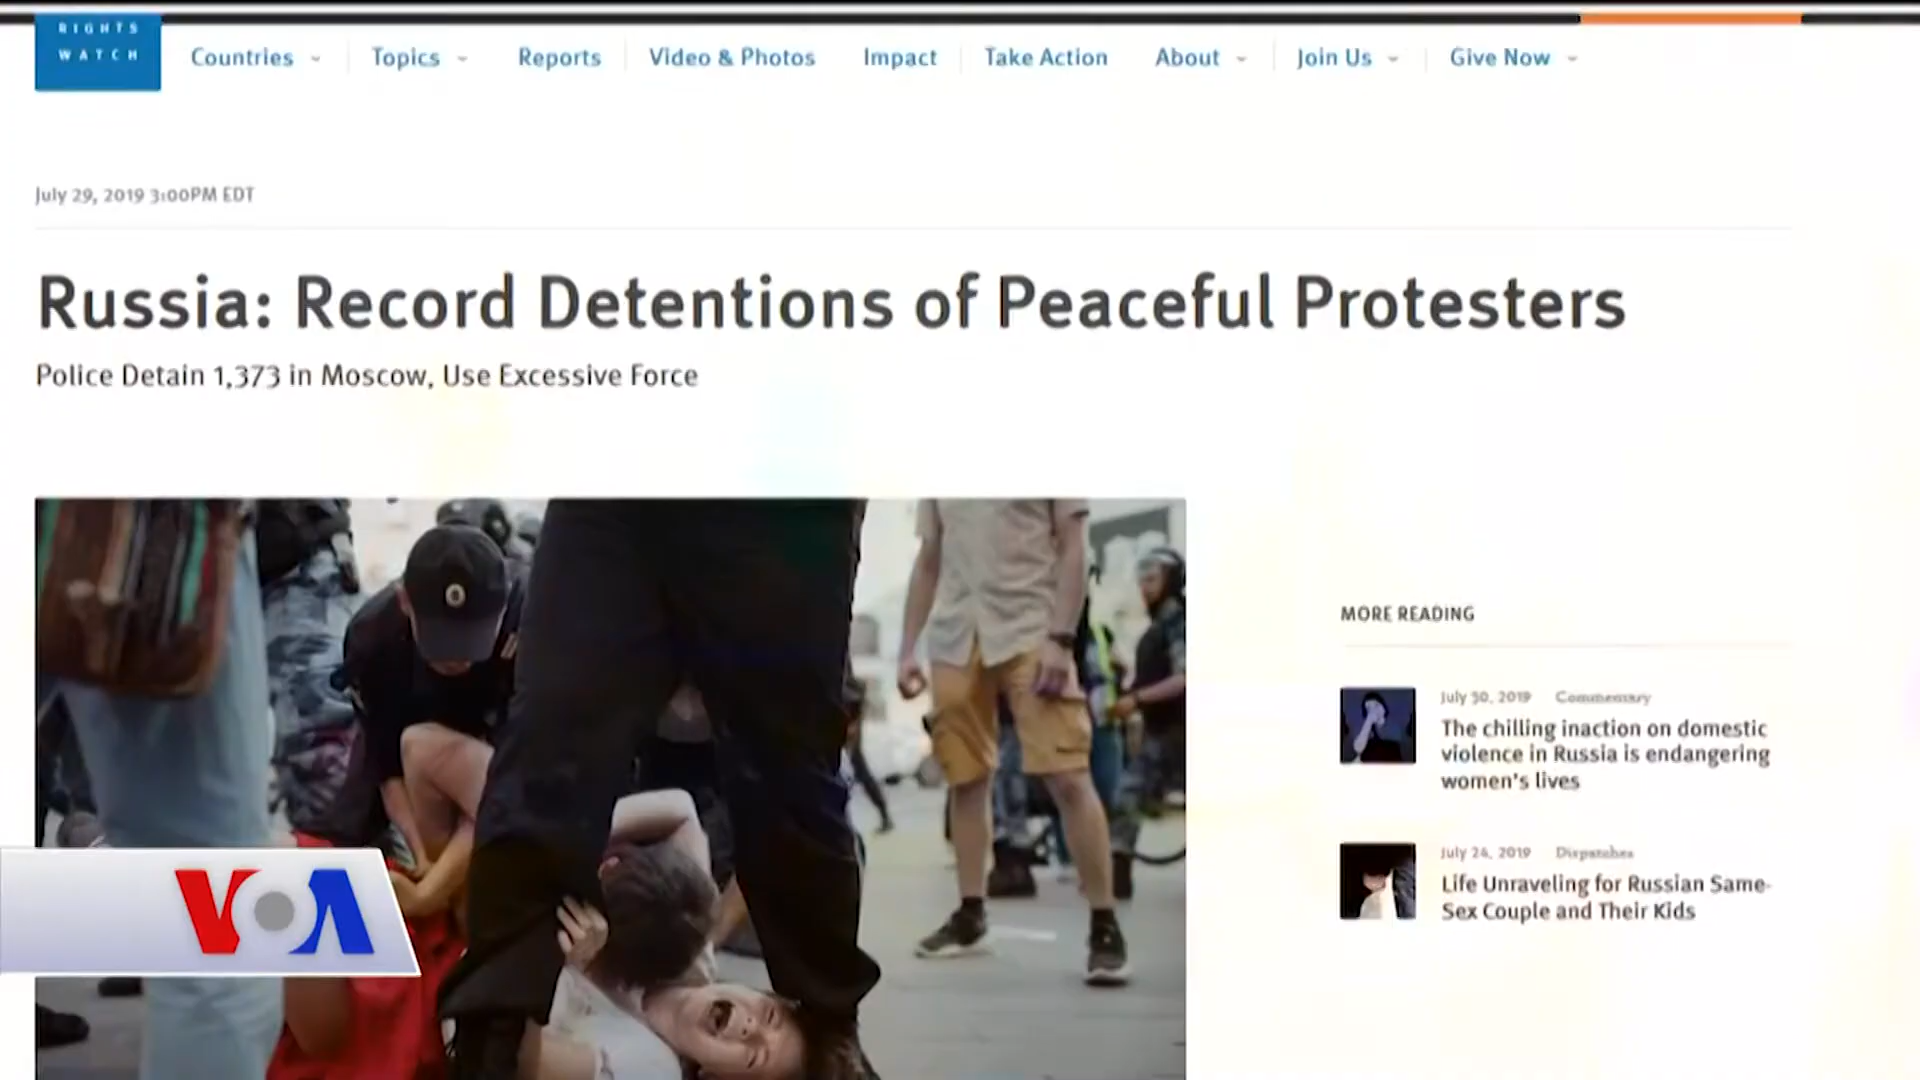 RIGHTS
WATCH
Countries
Topics
Reports
Video & Photos
Impact
Take Action
About
Join Us
Give Now
July 29, 2019 3:00PM EDT
Russia: Record Detentions of Peaceful Protesters
Police Detain 1,373 in Moscow, Use Excessive Force
MORE READING
July 30, 2019 Commentary
The chilling inaction on domestic
violence in Russia is endangering
women's lives
July 24, 2019 Dispatches
Life Unraveling for Russian Same-
Sex Couple and Their Kids
VOA